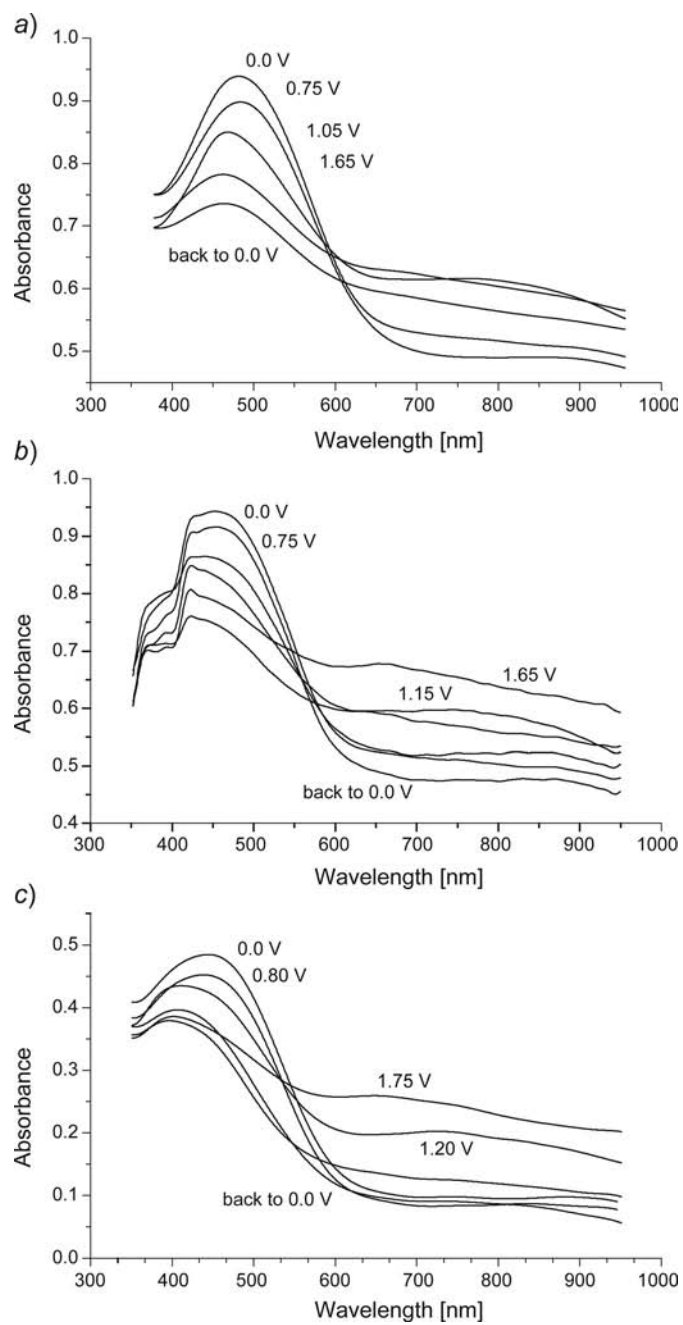 a)
1.0
0.9
0.8
0.7
0.6
0.5
Absorbance
0.0 V
0.75 V
1.05 V
1.65 V
back to 0.0 V
300 400 500 600 700 800 900 1000
Wavelength [nm]
b)
1.0
0.9
0.8
0.7
0.6
0.5
0.4
Absorbance
0.0 V
0.75 V
1.65 V
1.15 V
back to 0.0 V
300 400 500 600 700 800 900 1000
Wavelength [nm]
c)
0.5
0.4
0.3
0.2
0.1
0.0
Absorbance
0.0 V
0.80 V
1.75 V
1.20 V
back to 0.0 V
300 400 500 600 700 800 900 1000
Wavelength [nm]